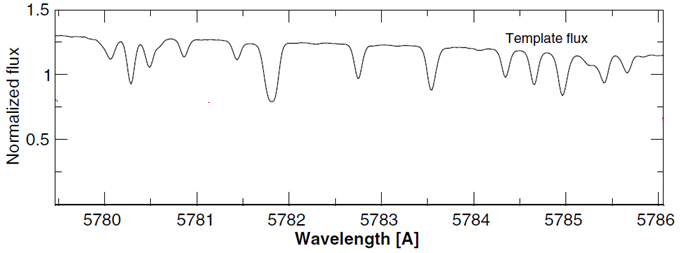 1.5
Template flux
1
0.5
Normalized flux
5780 5781 5782 5783 5784 5785 5786
Wavelength [A]